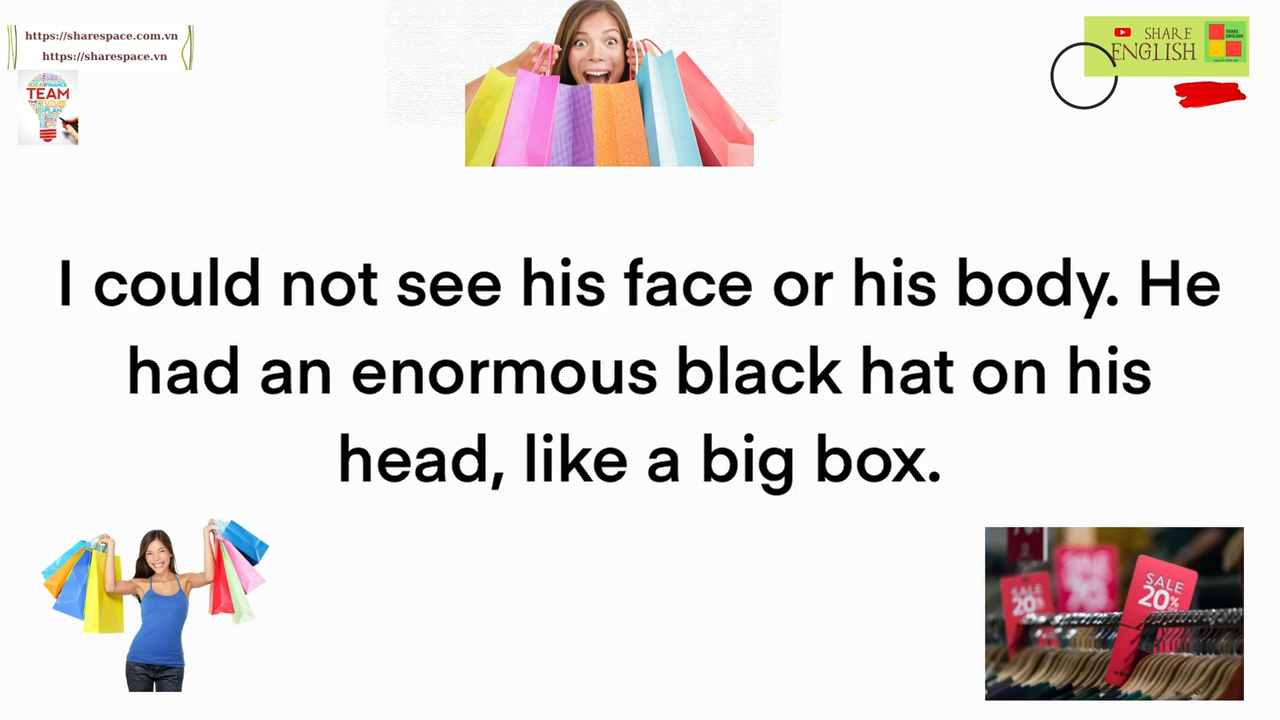 https://sharespace.com.vn
https://sharespace.vn
TEAM
PLAN
SHARE
ENGLISH
I could not see his face or his body. He
had an enormous black hat on his
head, like a big box.
SALE
20%
SALE
20%